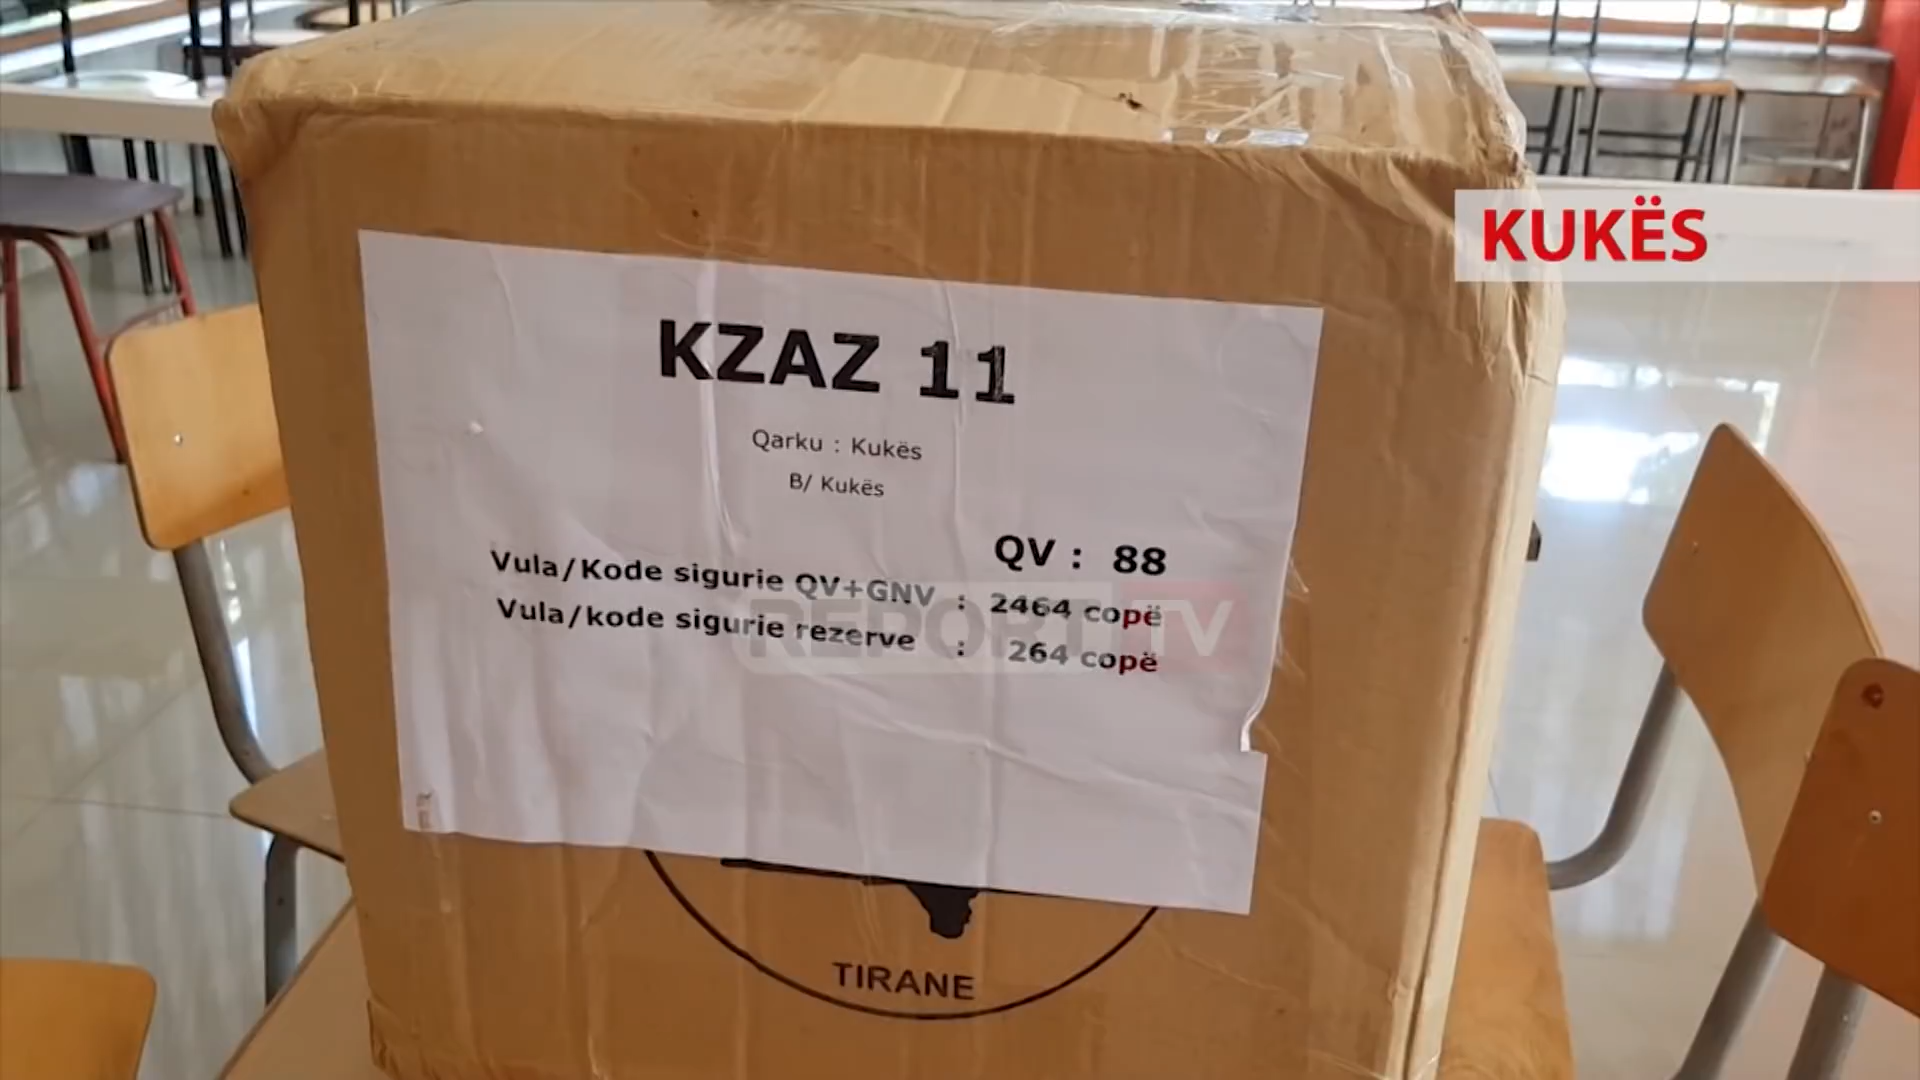 KUKËS
KZAZ 11
Qarku : Kukës
B/ Kukës
QV : 88
Vula/Kode sigurie QV+GNV : 2464 copë
Vula/kode sigurie rezerve : 264 copë
REPORT TV
TIRANE